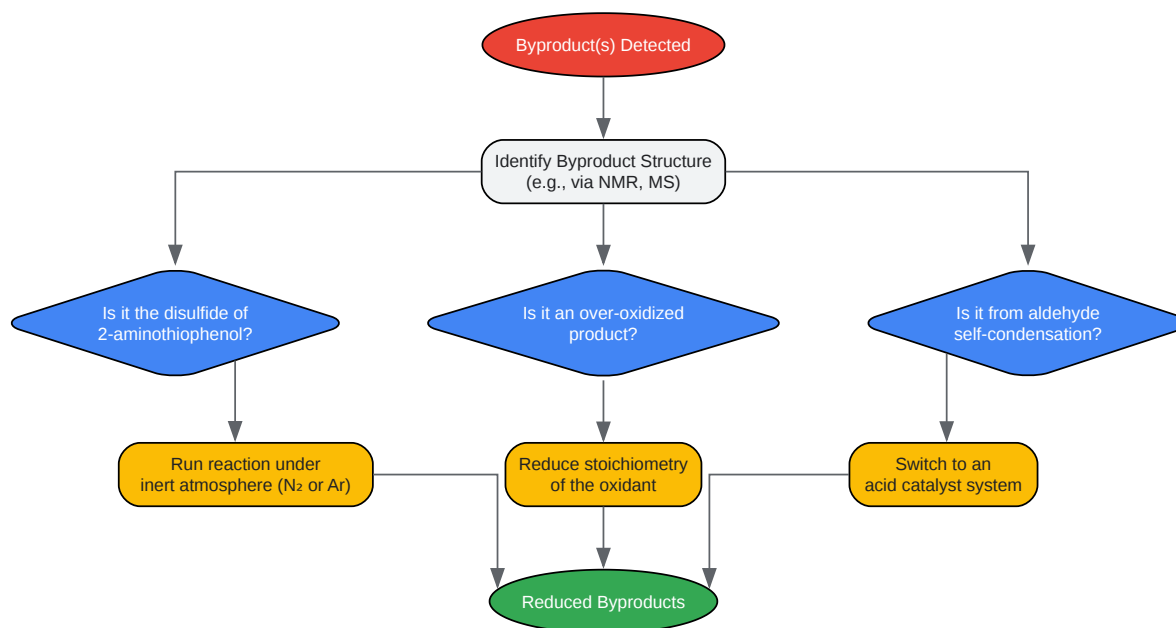 Byproduct(s) Detected
Identify Byproduct Structure
(e.g., via NMR, MS)
Is it the disulfide of
2-aminothiophenol?
Is it an over-oxidized
product?
Is it from aldehyde
self-condensation?
Run reaction under
inert atmosphere (N₂ or Ar)
Reduce stoichiometry
of the oxidant
Switch to an
acid catalyst system
Reduced Byproducts